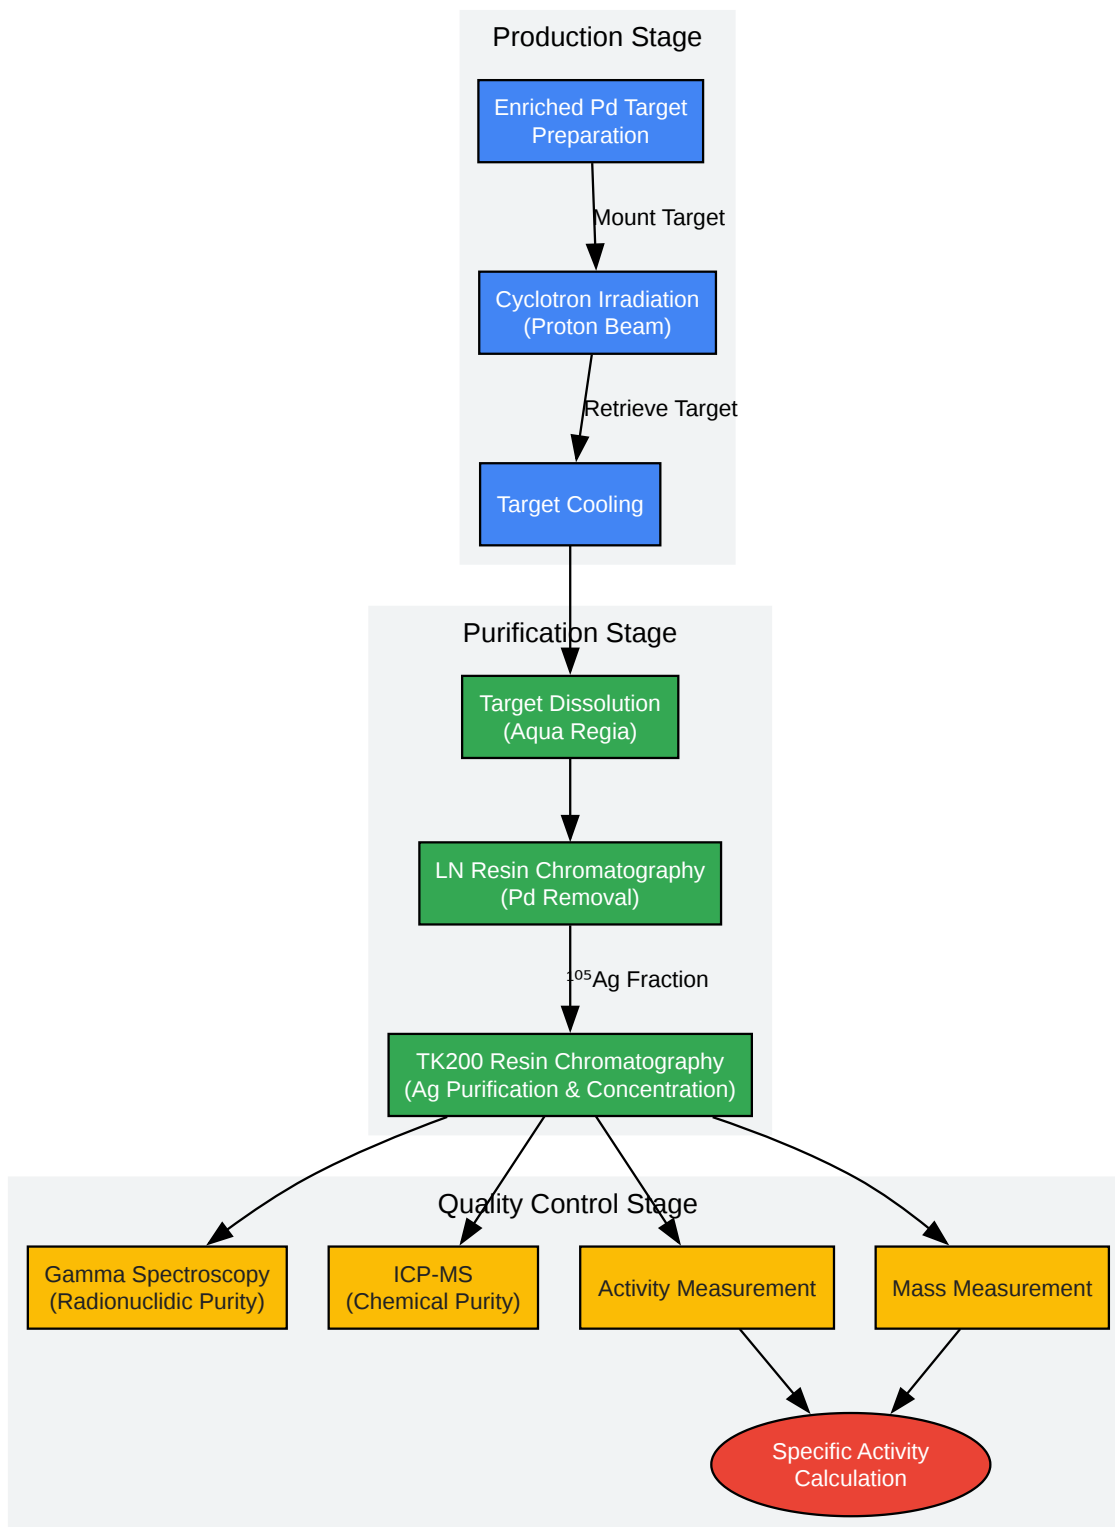 Production Stage
Enriched Pd Target
Preparation
Mount Target
Cyclotron Irradiation
(Proton Beam)
Retrieve Target
Target Cooling
Purification Stage
Target Dissolution
(Aqua Regia)
LN Resin Chromatography
(Pd Removal)
¹⁰⁵Ag Fraction
TK200 Resin Chromatography
(Ag Purification & Concentration)
Quality Control Stage
Gamma Spectroscopy
(Radionuclidic Purity)
ICP-MS
(Chemical Purity)
Activity Measurement
Mass Measurement
Specific Activity
Calculation